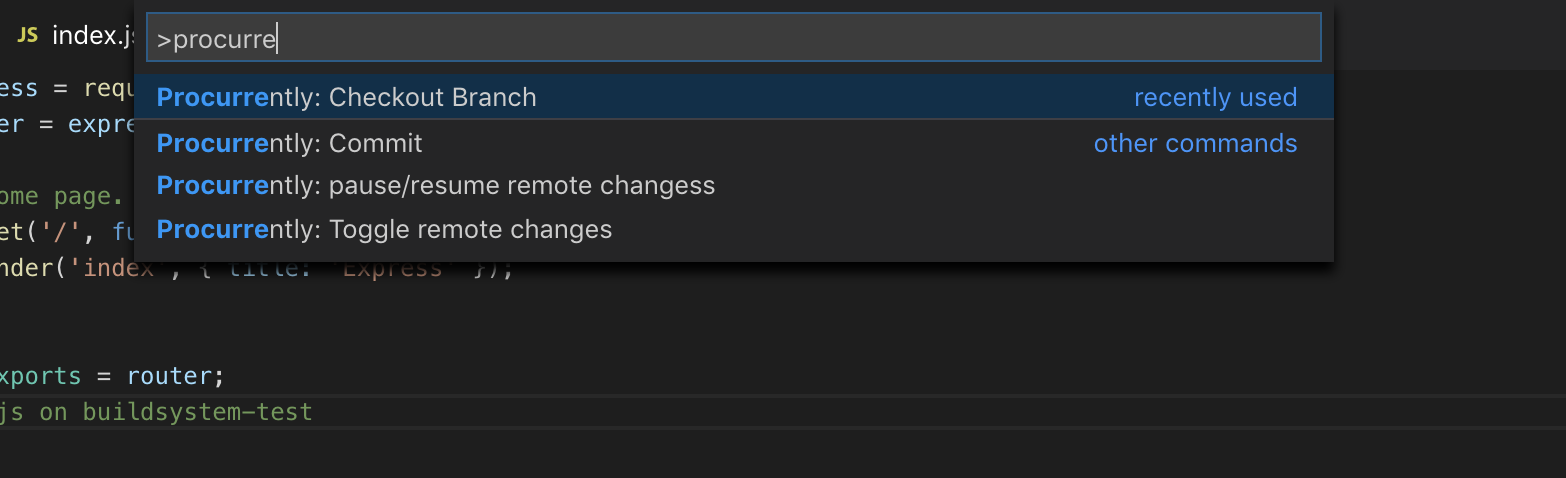 JS index.js
>procurre
Procurrently: Checkout Branch recently used
Procurrently: Commit other commands
Procurrently: pause/resume remote changess
Procurrently: Toggle remote changes
ess = requ
er = expre
ome page.
et('/', fu
nder('index', { title: 'Express' });
xports = router;
js on buildsystem-test